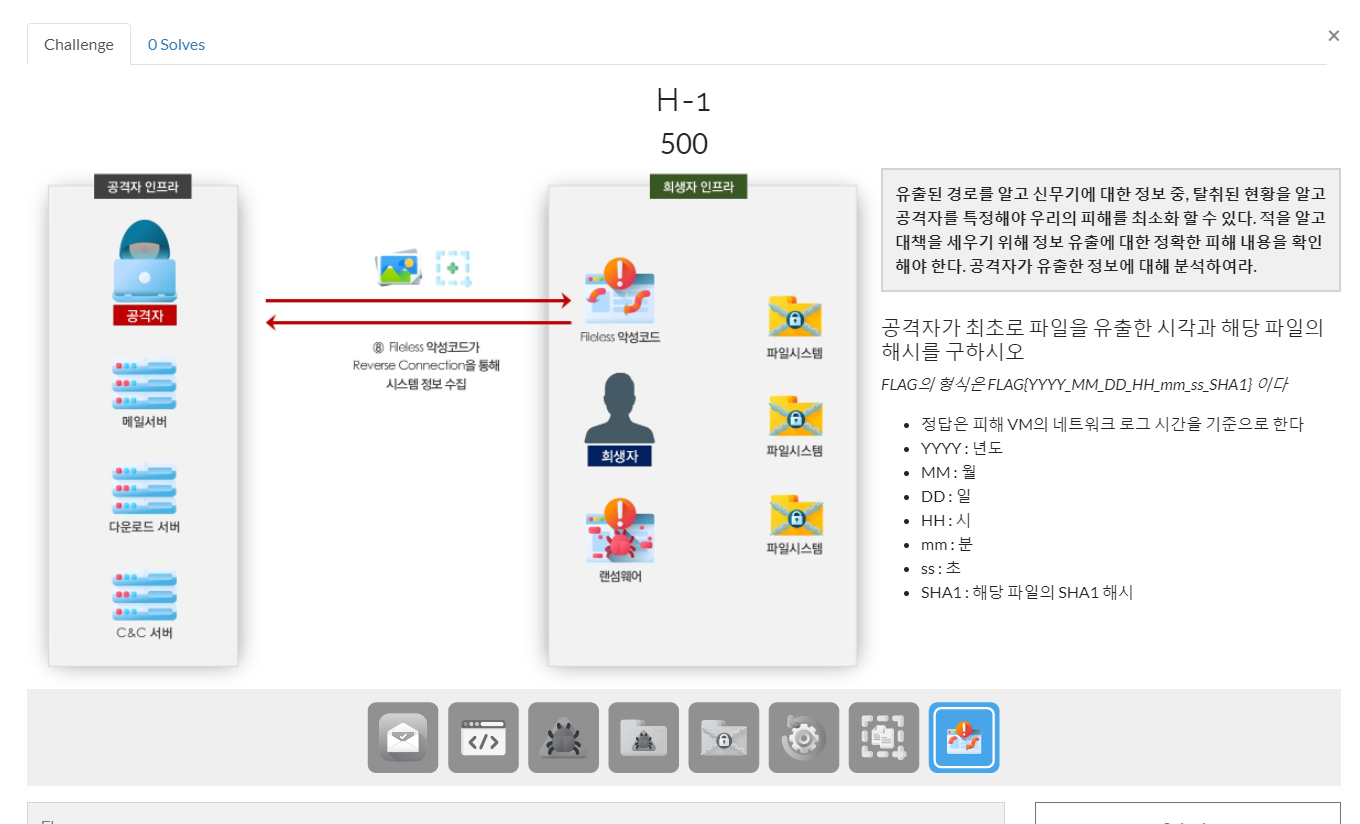 Challenge
0 Solves
×
H-1
500
공격자 인프라
공격자
메일서버
다운로드 서버
C&C 서버
⑧ Fileless 악성코드가
Reverse Connection을 통해
시스템 정보 수집
희생자 인프라
Fileless 악성코드
희생자
랜섬웨어
파일시스템
파일시스템
파일시스템
유출된 경로를 알고 신무기에 대한 정보 중, 탈취된 현황을 알고
공격자를 특정해야 우리의 피해를 최소화 할 수 있다. 적을 알고
대책을 세우기 위해 정보 유출에 대한 정확한 피해 내용을 확인
해야 한다. 공격자가 유출한 정보에 대해 분석하여라.
공격자가 최초로 파일을 유출한 시각과 해당 파일의
해시를 구하시오
FLAG의 형식은 FLAG{YYYY_MM_DD_HH_mm_ss_SHA1} 이다
정답은 피해 VM의 네트워크 로그 시간을 기준으로 한다
YYYY : 년도
MM : 월
DD : 일
HH : 시
mm : 분
ss : 초
SHA1 : 해당 파일의 SHA1 해시